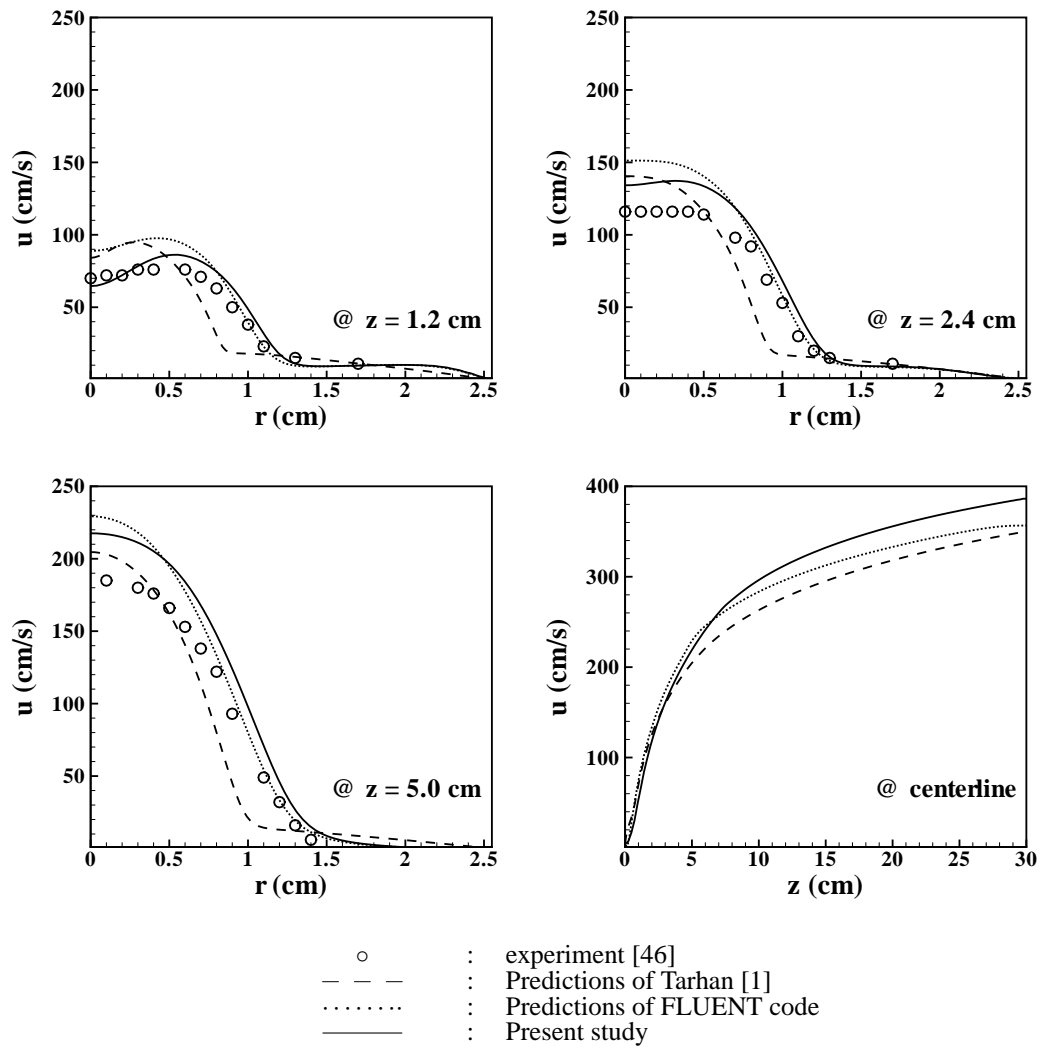 250
200
150
100
50
u (cm/s)
@ z = 1.2 cm
0 0.5 1 1.5 2 2.5
r (cm)
250
200
150
100
50
u (cm/s)
@ z = 2.4 cm
0 0.5 1 1.5 2 2.5
r (cm)
250
200
150
100
50
u (cm/s)
@ z = 5.0 cm
0 0.5 1 1.5 2 2.5
r (cm)
400
300
200
100
u (cm/s)
@ centerline
0 5 10 15 20 25 30
z (cm)
: experiment [46]
: Predictions of Tarhan [1]
: Predictions of FLUENT code
: Present study